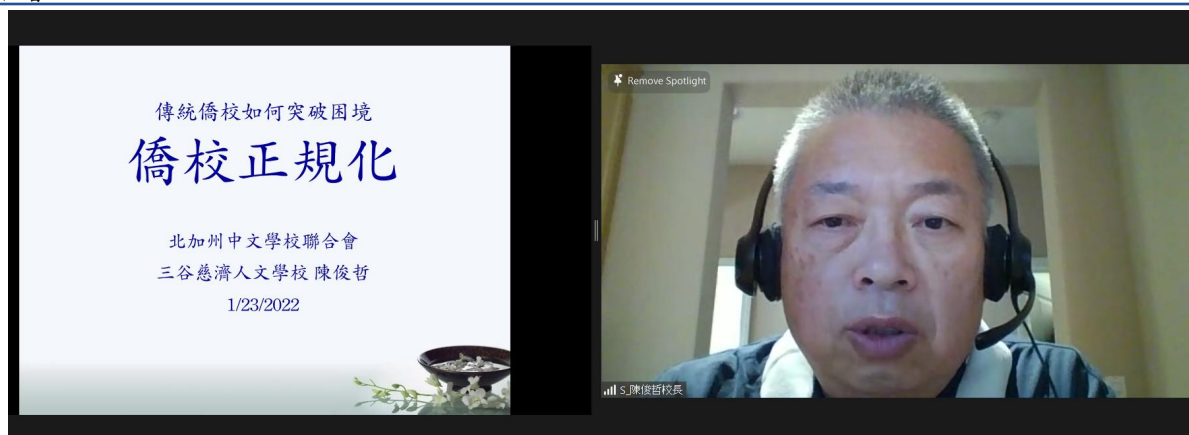 傳統僑校如何突破困境
僑校正規化
北加州中文學校聯合會
三谷慈濟人文學校 陳俊哲
1/23/2022
Remove Spotlight
S_陳俊哲校長